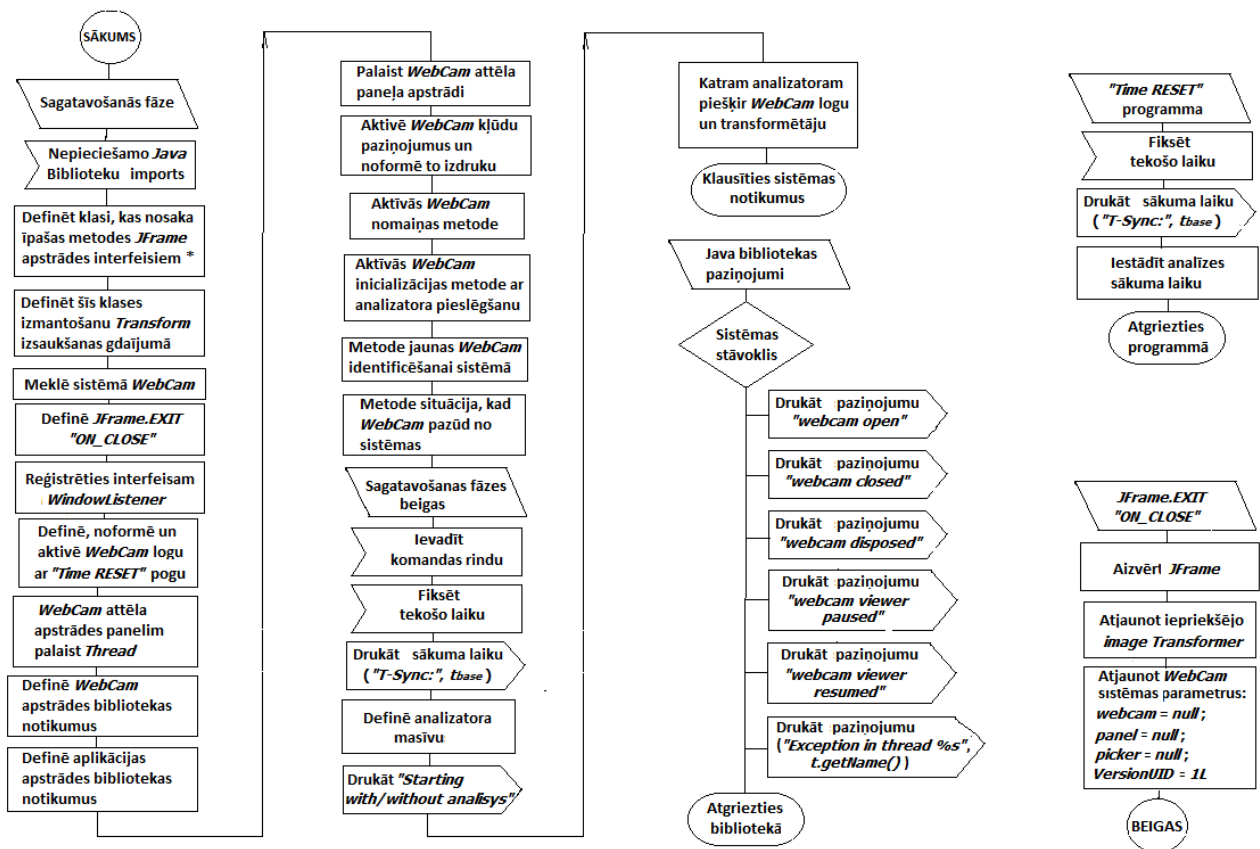 SĀKUMS
Sagatavošanās fāze
Nepieciešamo Java
Biblioteku imports
Definēt klasi, kas nosaka
īpašas metodes JFrame
apstrādes interfeisiem *
Definēt šīs klases
izmantošanu Transform
izsaukšanas gdaījumā
Meklē sistēmā WebCam
Definē JFrame.EXIT
"ON_CLOSE"
Reģistrēties interfeisam
WindowListener
Definē, noformē un
aktivē WebCam logu
ar "Time RESET" pogu
WebCam attēla
apstrādes panelim
palaist Thread
Definē WebCam
apstrādes bibliotekas
notikumus
Definē aplikācijas
apstrādes bibliotekas
notikumus
Palaist WebCam attēla
paneļa apstrādi
Aktivē WebCam kļūdu
paziņojumus un
noformē to izdruku
Aktīvās WebCam
nomaiņas metode
Aktīvās WebCam
inicializācijas metode ar
analizatora pieslēgšanu
Metode jaunas WebCam
identificēšanai sistēmā
Metode situācija, kad
WebCam pazūd no
sistēmas
Sagatavošanas fāzes
beigas
Ievadīt
komandas rindu
Fiksēt
tekošo laiku
Drukāt sākuma laiku
("T-Sync:", tbase)
Definē analizatora
masīvu
Drukāt "Starting
with/without analisys"
Katram analizatoram
piešķir WebCam logu
un transformētāju
Klausīties sistēmas
notikumus
Java bibliotekas
paziņojumi
Sistēmas
stāvoklis
Drukāt paziņojumu
"webcam open"
Drukāt paziņojumu
"webcam closed"
Drukāt paziņojumu
"webcam disposed"
Drukāt paziņojumu
"webcam viewer
paused"
Drukāt paziņojumu
"webcam viewer
resumed"
Drukāt paziņojumu
("Exception in thread %s",
t.getName() )
Atgriezties
bibliotekā
"Time RESET"
programma
Fiksēt
tekošo laiku
Drukāt sākuma laiku
("T-Sync:", tbase)
Iestādīt analīzes
sākuma laiku
Atgriezties
programmā
JFrame.EXIT
"ON_CLOSE"
Aizvērt JFrame
Atjaunot iepriekšējo
image Transformer
Atjaunot WebCam
sistēmas parametrus:
webcam = null ;
panel = null ;
picker = null ;
VersionUID = 1L
BEIGAS